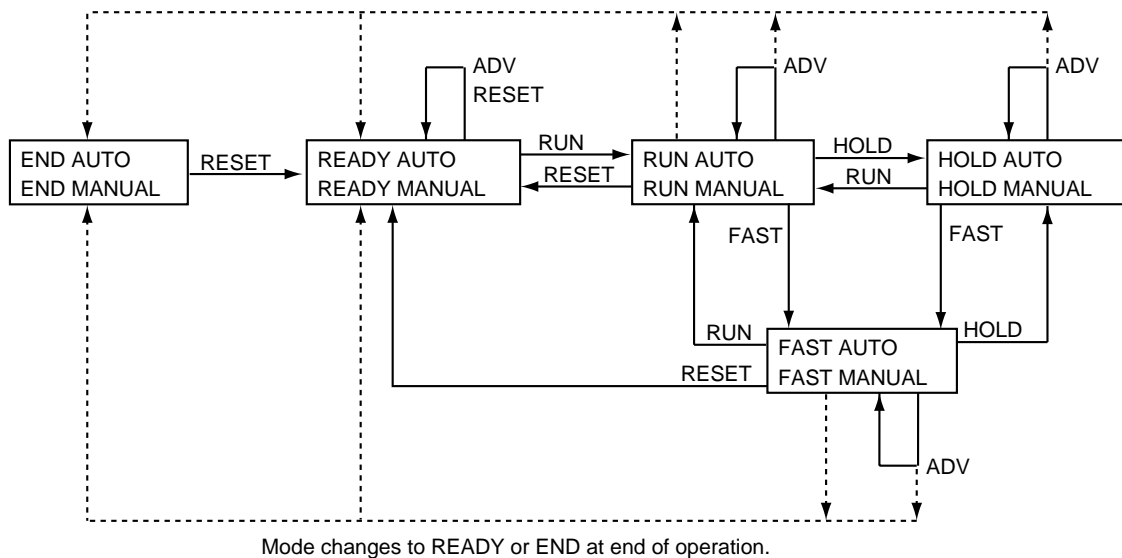 ADV
RESET
ADV
ADV
END AUTO
END MANUAL
RESET
READY AUTO
READY MANUAL
RUN
RESET
RUN AUTO
RUN MANUAL
HOLD
RUN
HOLD AUTO
HOLD MANUAL
FAST
FAST
RUN
RESET
FAST AUTO
FAST MANUAL
HOLD
ADV
Mode changes to READY or END at end of operation.